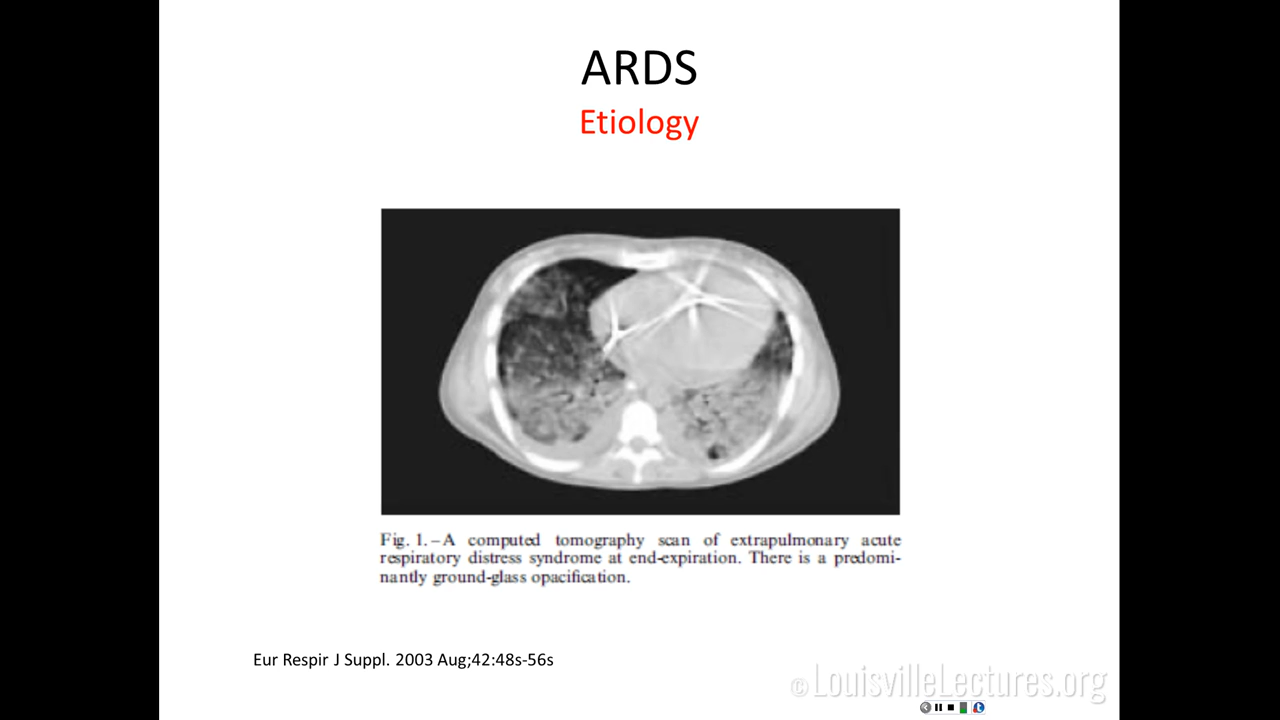 ARDS
Etiology
Fig. 1. – A computed tomography scan of extrapulmonary acute
respiratory distress syndrome at end-expiration. There is a predomi-
nantly ground-glass opacification.
Eur Respir J Suppl. 2003 Aug;42:48s-56s
© LouisvilleLectures.org